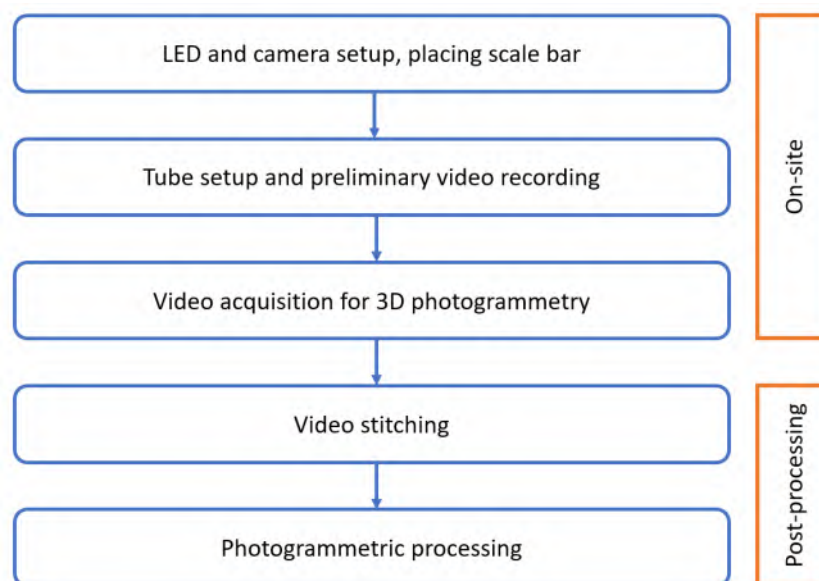 LED and camera setup, placing scale bar
Tube setup and preliminary video recording
Video acquisition for 3D photogrammetry
On-site
Video stitching
Photogrammetric processing
Post-processing